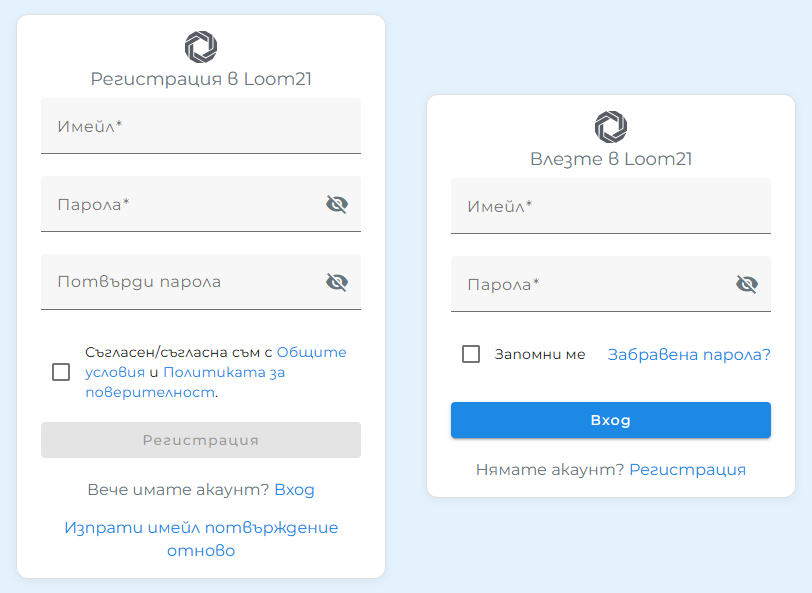 Регистрация в Loom21
Имейл*
Парола*
Потвърди парола
Съгласен/съгласна съм с Общите
условия и Политиката за
поверителност.
Регистрация
Вече имате акаунт? Вход
Изпрати имейл потвърждение
отново
Влезте в Loom21
Имейл*
Парола*
Запомни ме Забравена парола?
Вход
Нямате акаунт? Регистрация